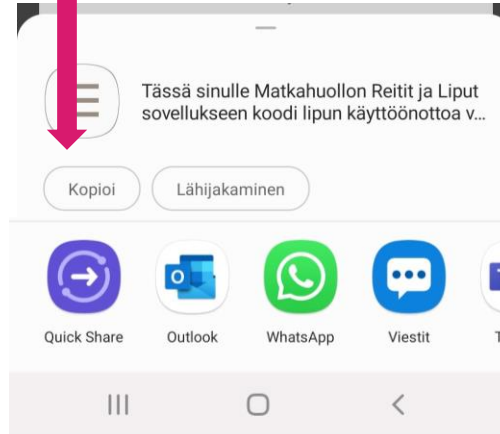 Tässä sinulle Matkahuollon Reitit ja Liput
sovellukseen koodi lipun käyttöönottoa v...
Kopioi
Lähijakaminen
Quick Share
Outlook
WhatsApp
Viestit